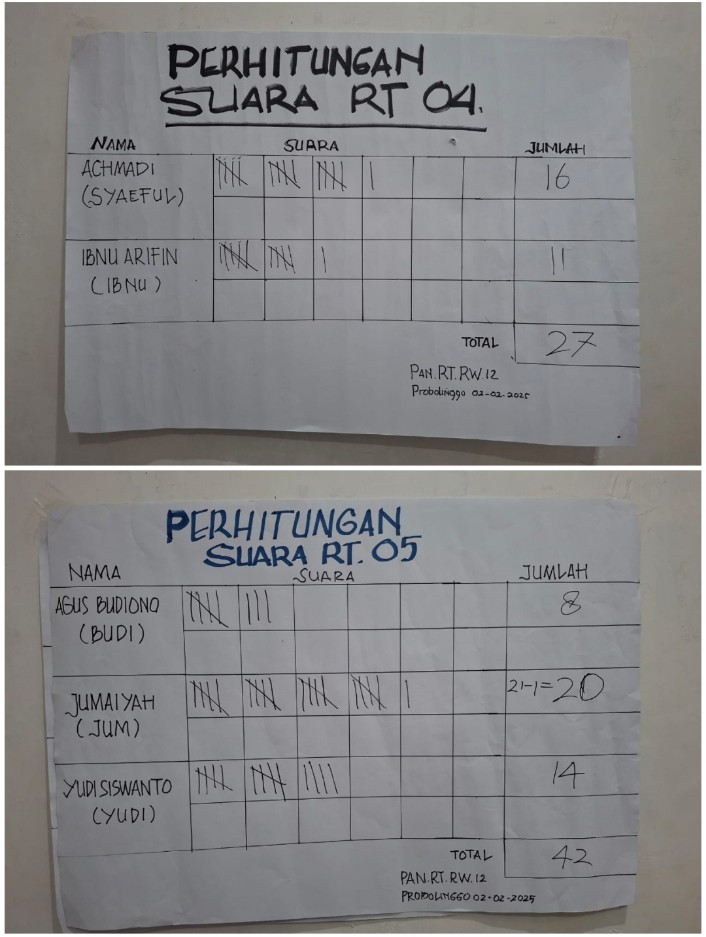 PERHITUNGAN
SUARA RT 04.
NAMA SUARA JUMLAH
ACHMADI 16
(SYAEFUL)
IBNU ARIFIN 11
(IBNU)
TOTAL 27
PAN.RT.RW.12
Probolinggo 02-02-2025
PERHITUNGAN
SUARA RT. 05
NAMA SUARA JUMLAH
AGUS BUDIONO 8
(BUDI)
JUMAIYAH 21-1=20
(JUM)
YUDI SISWANTO 14
(YUDI)
TOTAL 42
PAN.RT.RW.12
PROBOLINGGO 02-02-2025